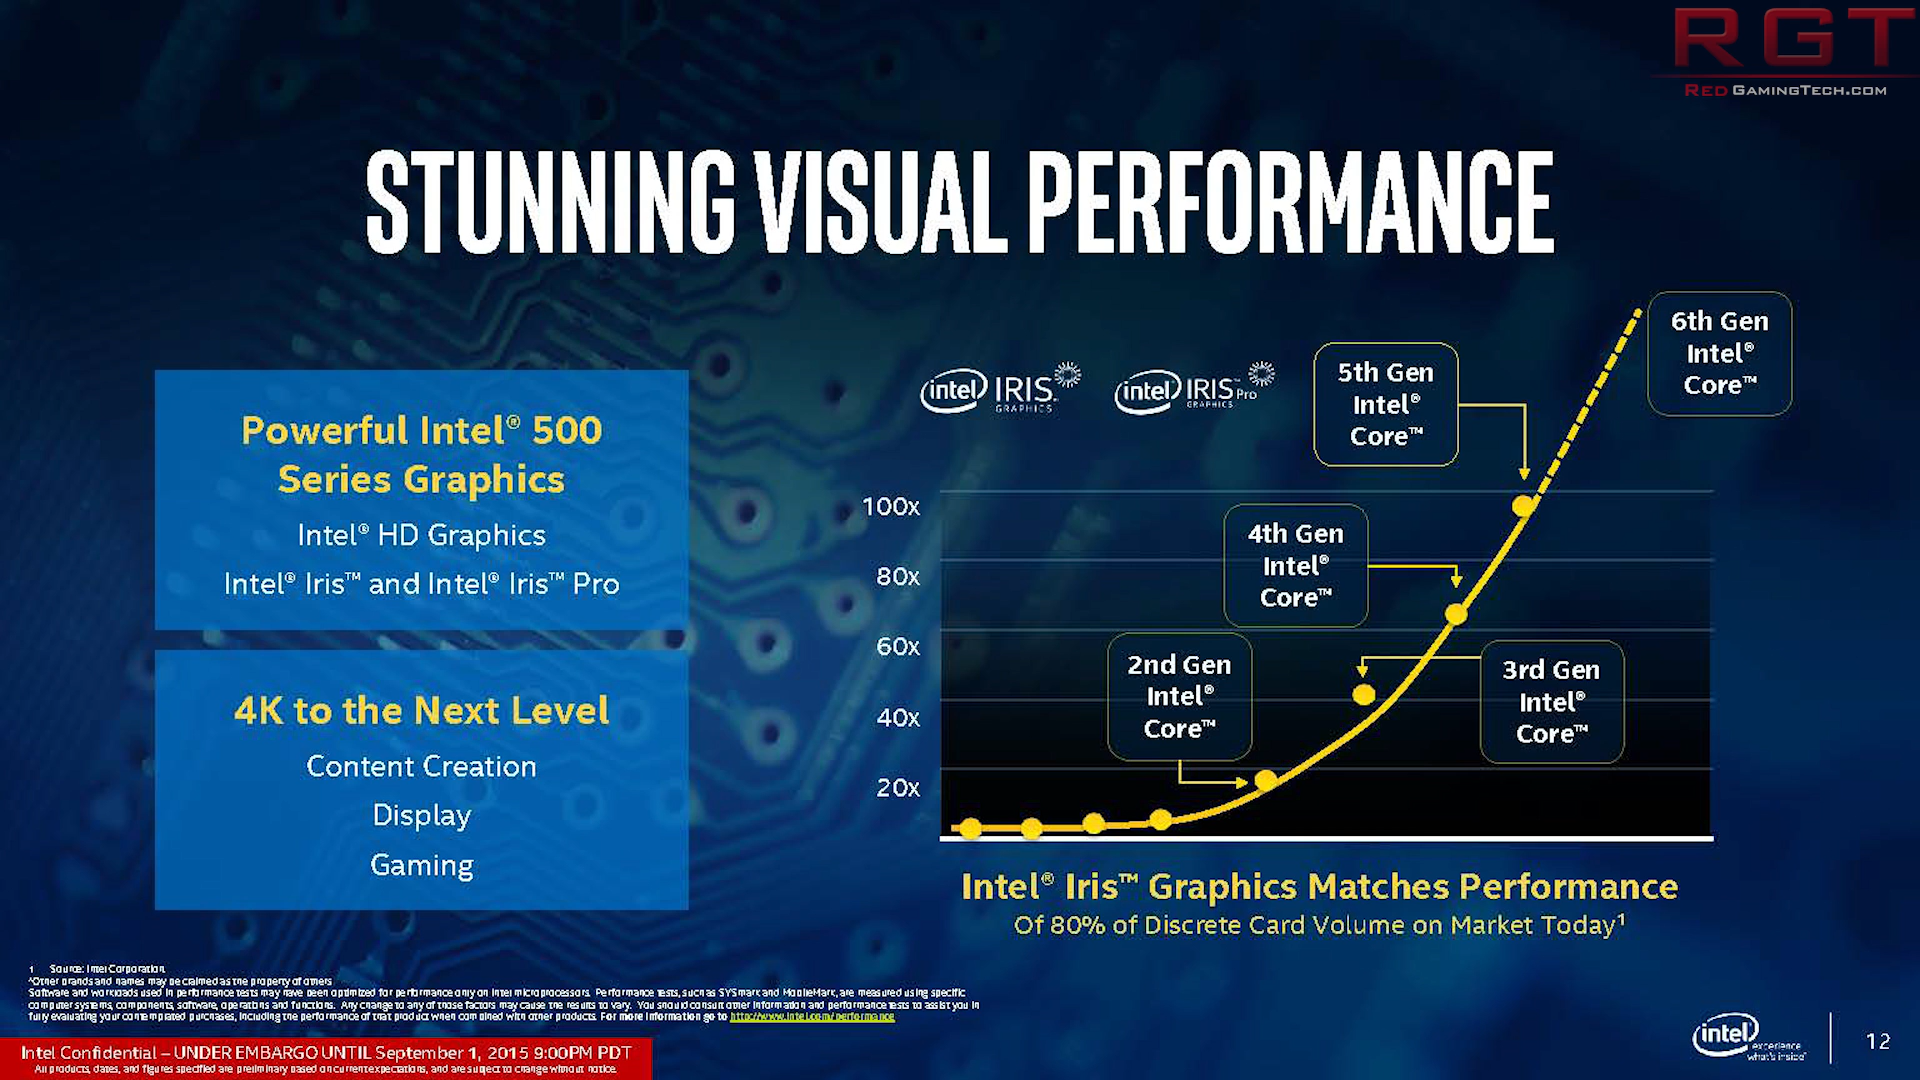 RGT
RED GAMINGTECH.COM
STUNNING VISUAL PERFORMANCE
Powerful Intel® 500
Series Graphics
Intel® HD Graphics
Intel® Iris™ and Intel® Iris™ Pro
4K to the Next Level
Content Creation
Display
Gaming
intel IRIS™
GRAPHICS
intel IRIS™ Pro
GRAPHICS
5th Gen
Intel®
Core™
6th Gen
Intel®
Core™
4th Gen
Intel®
Core™
2nd Gen
Intel®
Core™
3rd Gen
Intel®
Core™
100x
80x
60x
40x
20x
Intel® Iris™ Graphics Matches Performance
Of 80% of Discrete Card Volume on Market Today¹
1 Source: Intel Corporation.
*Other brands and names may be claimed as the property of others
Software and workloads used in performance tests may have been optimized for performance only on Intel microprocessors. Performance tests, such as SYSmark and MobileMark, are measured using specific
computer systems, components, software, operations and functions. Any change to any of those factors may cause the results to vary. You should consult other information and performance tests to assist you in
fully evaluating your contemplated purchases, including the performance of that product when combined with other products. For more information go to http://www.intel.com/performance
Intel Confidential – UNDER EMBARGO UNTIL September 1, 2015 9:00PM PDT
All products, dates, and figures specified are preliminary based on current expectations, and are subject to change without notice.
intel
experience
what's inside™
12